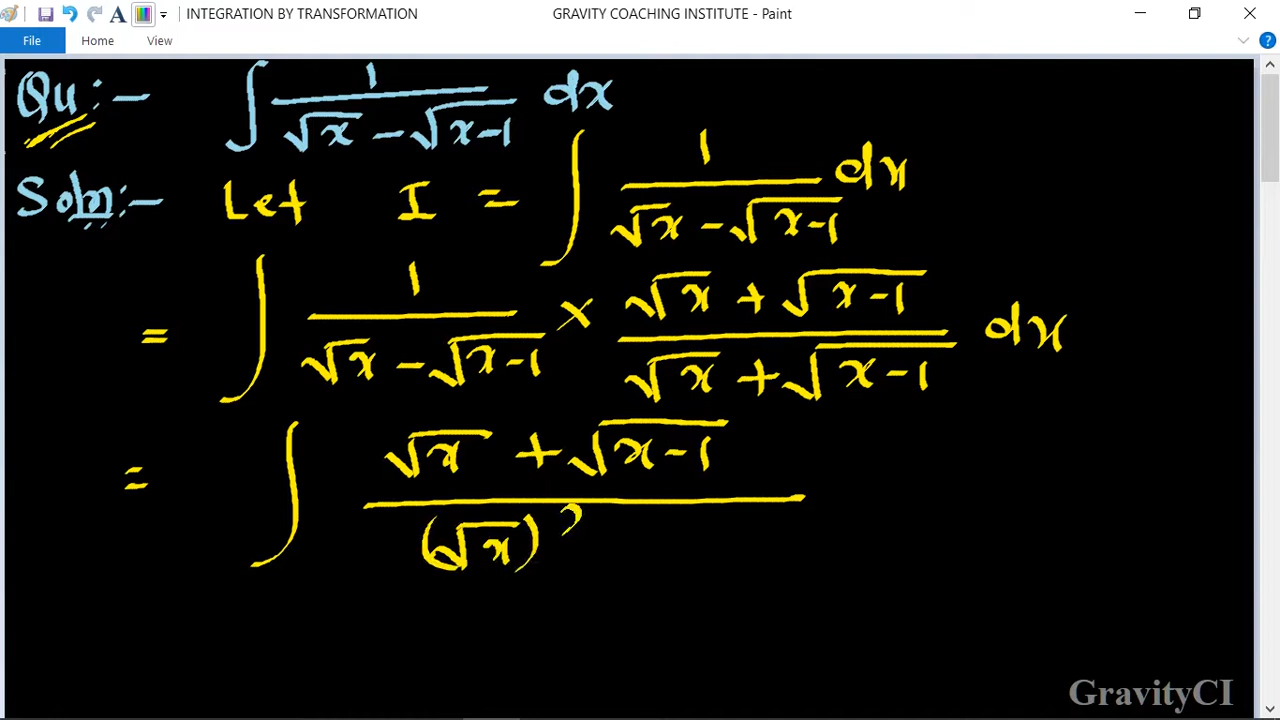 INTEGRATION BY TRANSFORMATION GRAVITY COACHING INSTITUTE - Paint
File Home View
Qu:- ∫ 1/(√x - √(x-1)) dx
Soln:- Let I = ∫ 1/(√x - √(x-1)) dx
= ∫ 1/(√x - √(x-1)) × (√x + √(x-1))/(√x + √(x-1)) dx
= ∫ (√x + √(x-1))/((√x)²
GravityCI